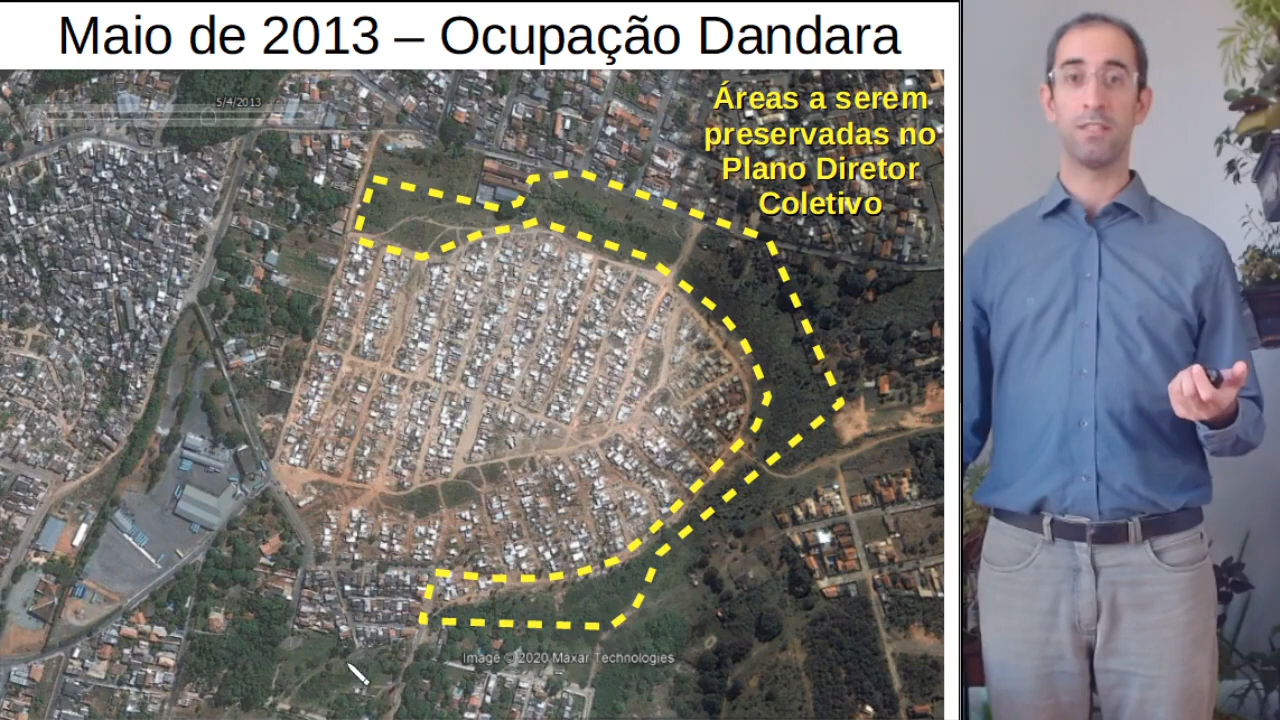 Maio de 2013 – Ocupação Dandara
5/4/2013
Áreas a serem
preservadas no
Plano Diretor
Coletivo
Image © 2020 Maxar Technologies